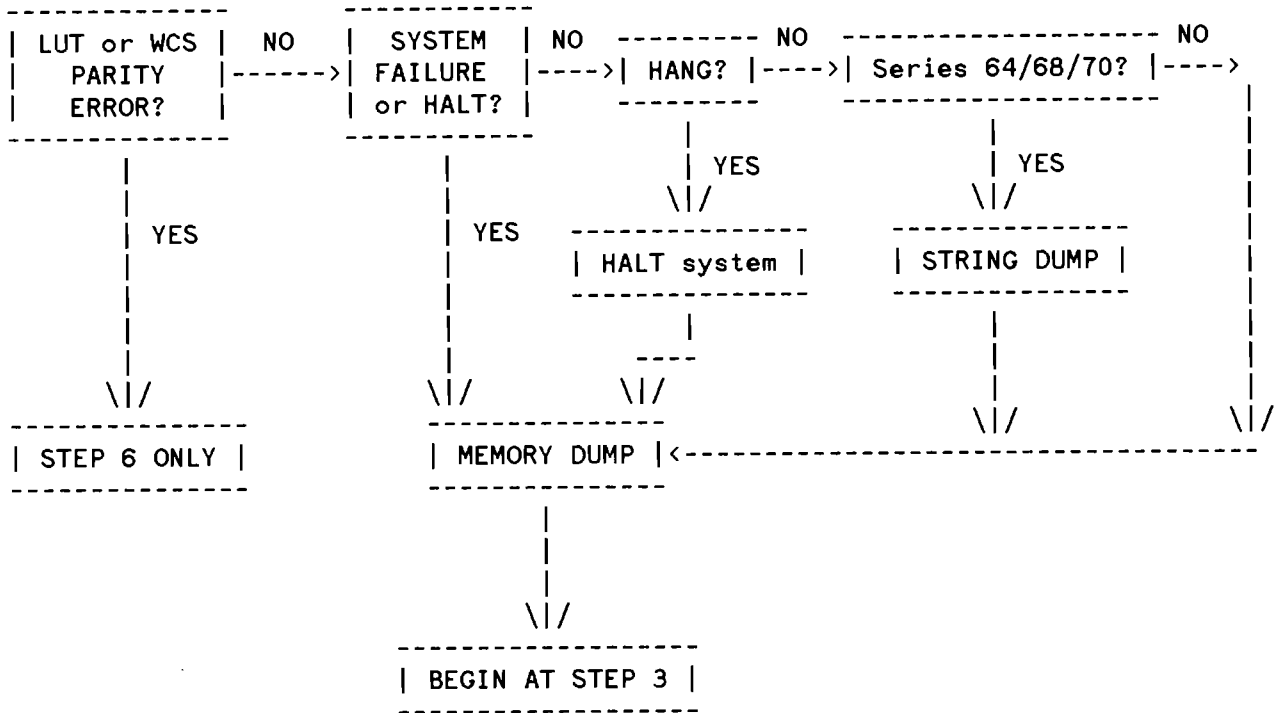 LUT or WCS NO SYSTEM NO NO NO
PARITY FAILURE HANG? Series 64/68/70?
ERROR? or HALT?
YES YES
YES YES
HALT system STRING DUMP
STEP 6 ONLY MEMORY DUMP
BEGIN AT STEP 3